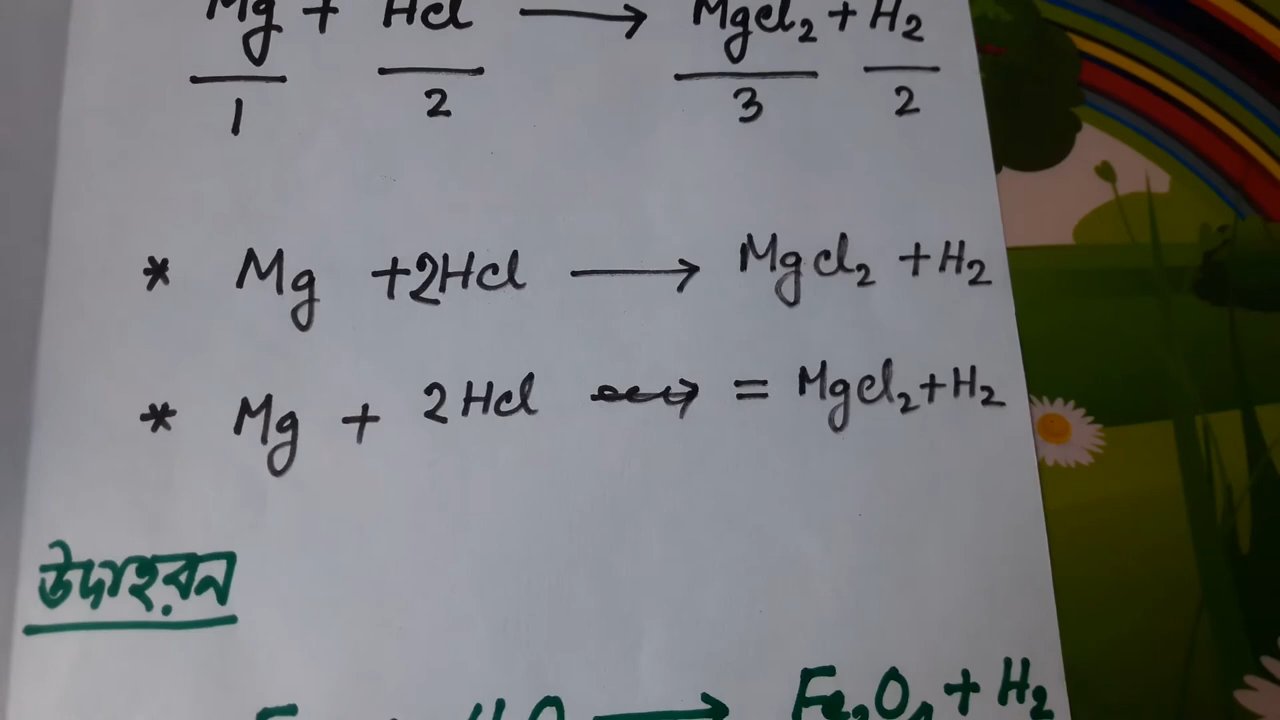 Mg + Hcl → Mgcl₂ + H₂
1 2 3 2
* Mg +2Hcl → Mgcl₂ +H₂
* Mg + 2Hcl = Mgcl₂+H₂
উদাহরন
→ Fe₃O₄ + H₂